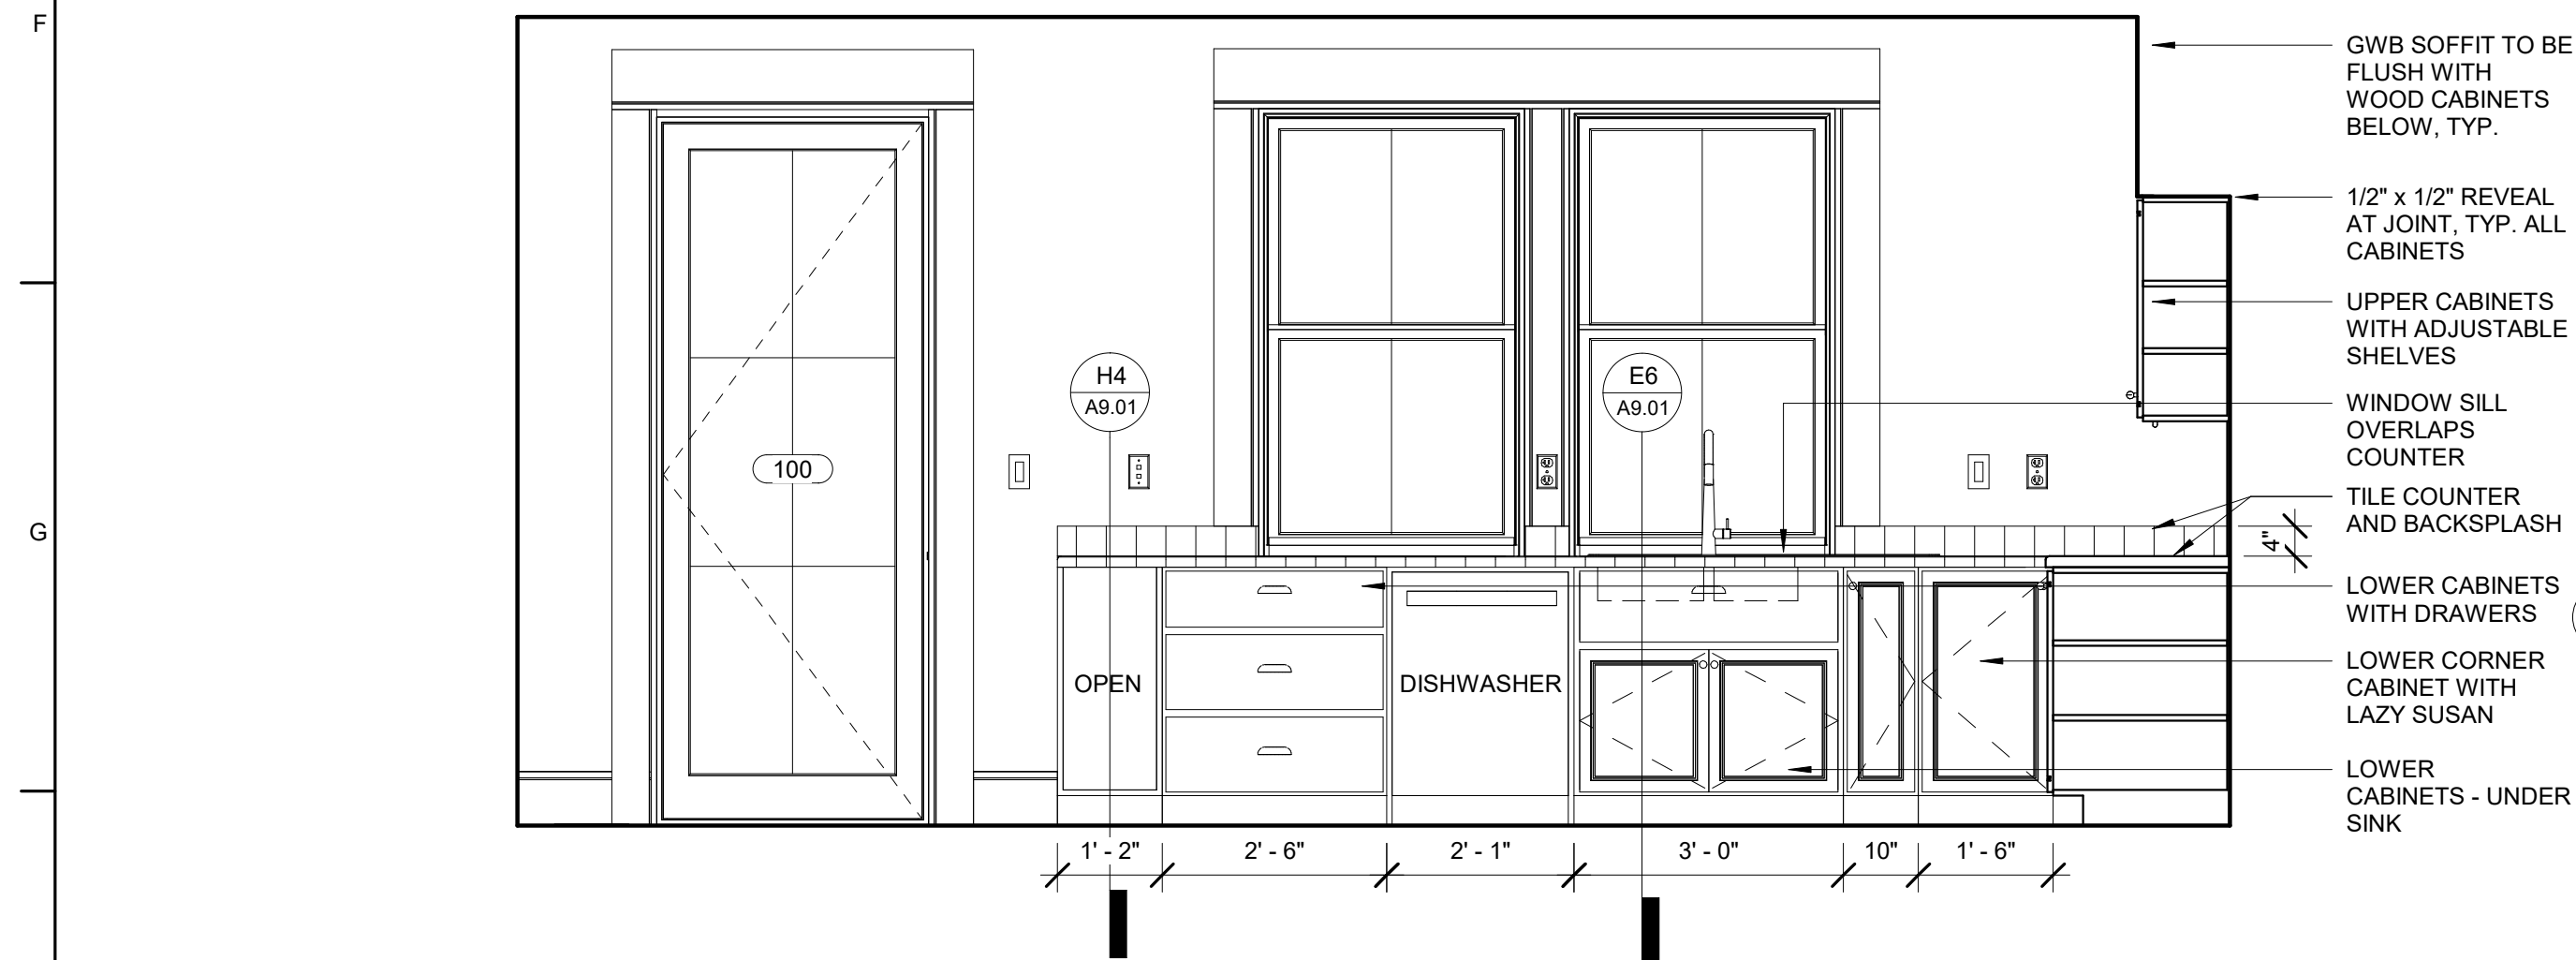 F
GWB SOFFIT TO BE
FLUSH WITH
WOOD CABINETS
BELOW, TYP.
1/2" x 1/2" REVEAL
AT JOINT, TYP. ALL
CABINETS
UPPER CABINETS
WITH ADJUSTABLE
SHELVES
H4
A9.01
E6
A9.01
WINDOW SILL
OVERLAPS
COUNTER
100
TILE COUNTER
AND BACKSPLASH
G
4"
LOWER CABINETS
WITH DRAWERS
OPEN
DISHWASHER
LOWER CORNER
CABINET WITH
LAZY SUSAN
LOWER
CABINETS - UNDER
SINK
1' - 2"
2' - 6"
2' - 1"
3' - 0"
10"
1' - 6"